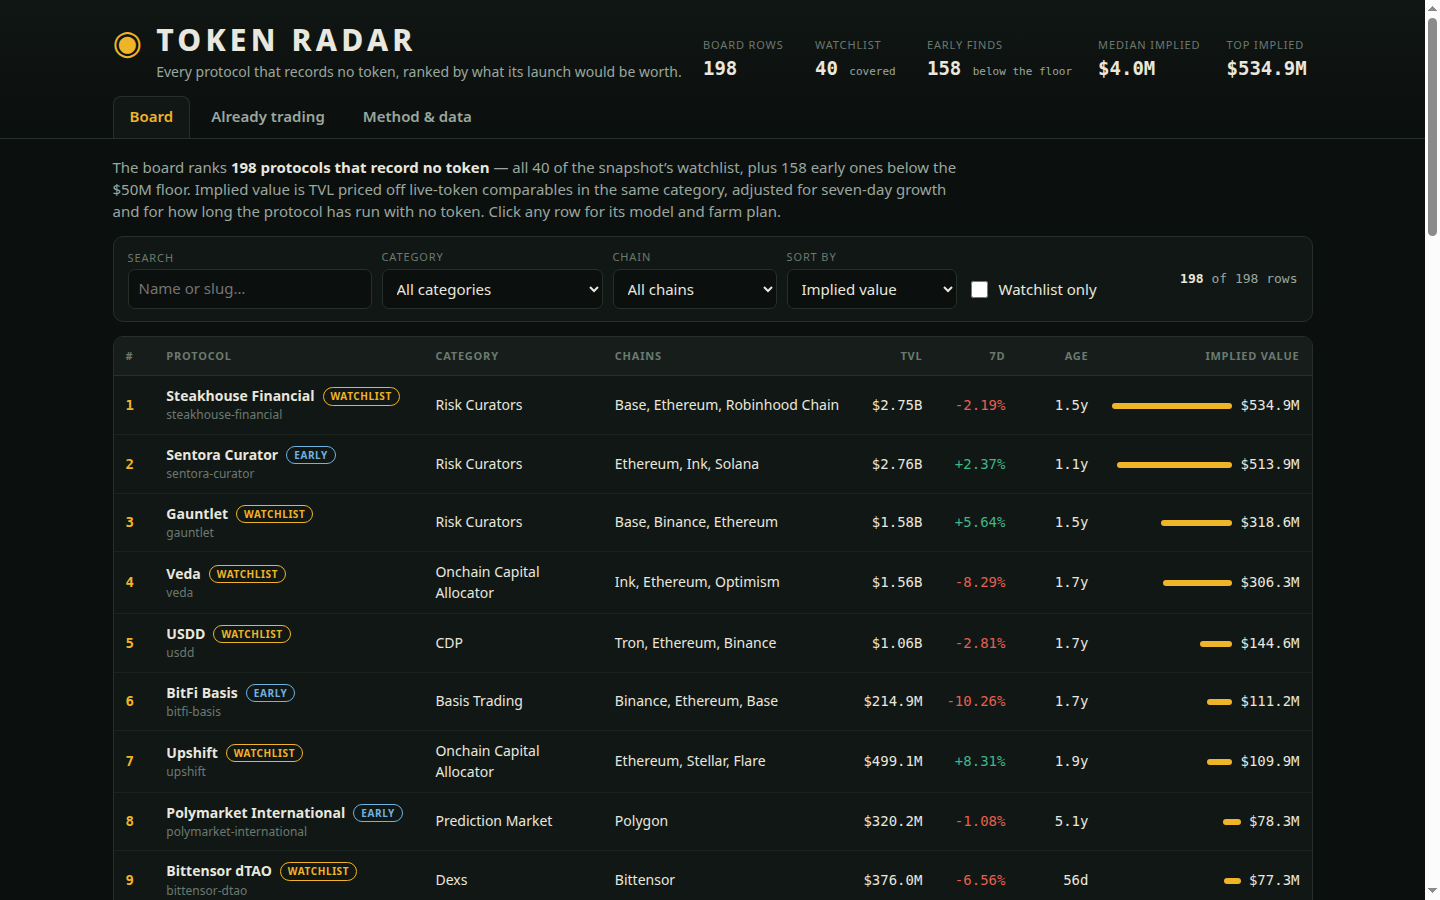 TOKEN RADAR
Every protocol that records no token, ranked by what its launch would be worth.
BOARD ROWS
198
WATCHLIST
40 covered
EARLY FINDS
158 below the floor
MEDIAN IMPLIED
$4.0M
TOP IMPLIED
$534.9M
Board
Already trading
Method & data
The board ranks 198 protocols that record no token — all 40 of the snapshot's watchlist, plus 158 early ones below the
$50M floor. Implied value is TVL priced off live-token comparables in the same category, adjusted for seven-day growth
and for how long the protocol has run with no token. Click any row for its model and farm plan.
SEARCH
Name or slug...
CATEGORY
All categories
CHAIN
All chains
SORT BY
Implied value
Watchlist only
198 of 198 rows
# PROTOCOL CATEGORY CHAINS TVL 7D AGE IMPLIED VALUE
1 Steakhouse Financial WATCHLIST Risk Curators Base, Ethereum, Robinhood Chain $2.75B -2.19% 1.5y $534.9M
steakhouse-financial
2 Sentora Curator EARLY Risk Curators Ethereum, Ink, Solana $2.76B +2.37% 1.1y $513.9M
sentora-curator
3 Gauntlet WATCHLIST Risk Curators Base, Binance, Ethereum $1.58B +5.64% 1.5y $318.6M
gauntlet
4 Veda WATCHLIST Onchain Capital Allocator Ink, Ethereum, Optimism $1.56B -8.29% 1.7y $306.3M
veda
5 USDD WATCHLIST CDP Tron, Ethereum, Binance $1.06B -2.81% 1.7y $144.6M
usdd
6 BitFi Basis EARLY Basis Trading Binance, Ethereum, Base $214.9M -10.26% 1.7y $111.2M
bitfi-basis
7 Upshift WATCHLIST Onchain Capital Allocator Ethereum, Stellar, Flare $499.1M +8.31% 1.9y $109.9M
upshift
8 Polymarket International EARLY Prediction Market Polygon $320.2M -1.08% 5.1y $78.3M
polymarket-international
9 Bittensor dTAO WATCHLIST Dexs Bittensor $376.0M -6.56% 56d $77.3M
bittensor-dtao